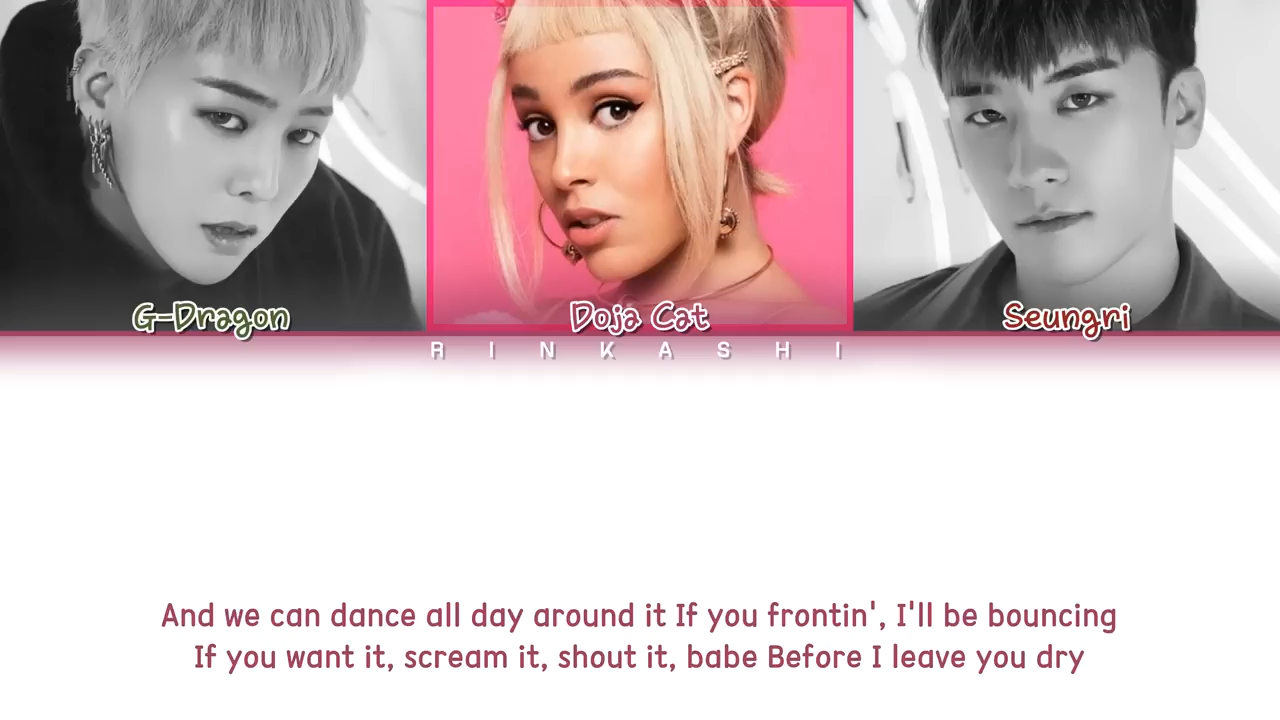 G-Dragon
Doja Cat
Seungri
RINKASHI
And we can dance all day around it If you frontin', I'll be bouncing
If you want it, scream it, shout it, babe Before I leave you dry